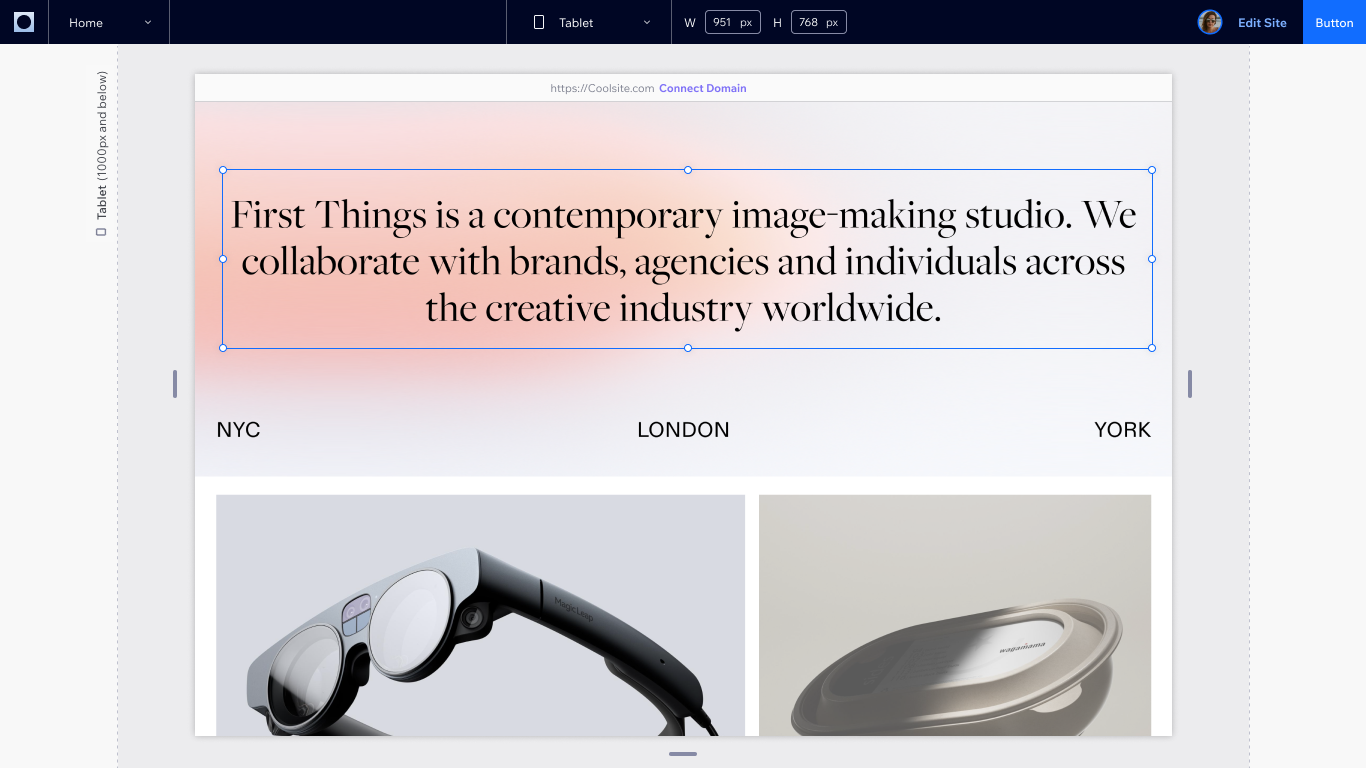 Home
Tablet
W 951 px H 768 px
Edit Site
Button
Tablet (1000px and below)
https://Coolsite.com Connect Domain
First Things is a contemporary image-making studio. We
collaborate with brands, agencies and individuals across
the creative industry worldwide.
NYC LONDON YORK
MagicLeap
wagamama